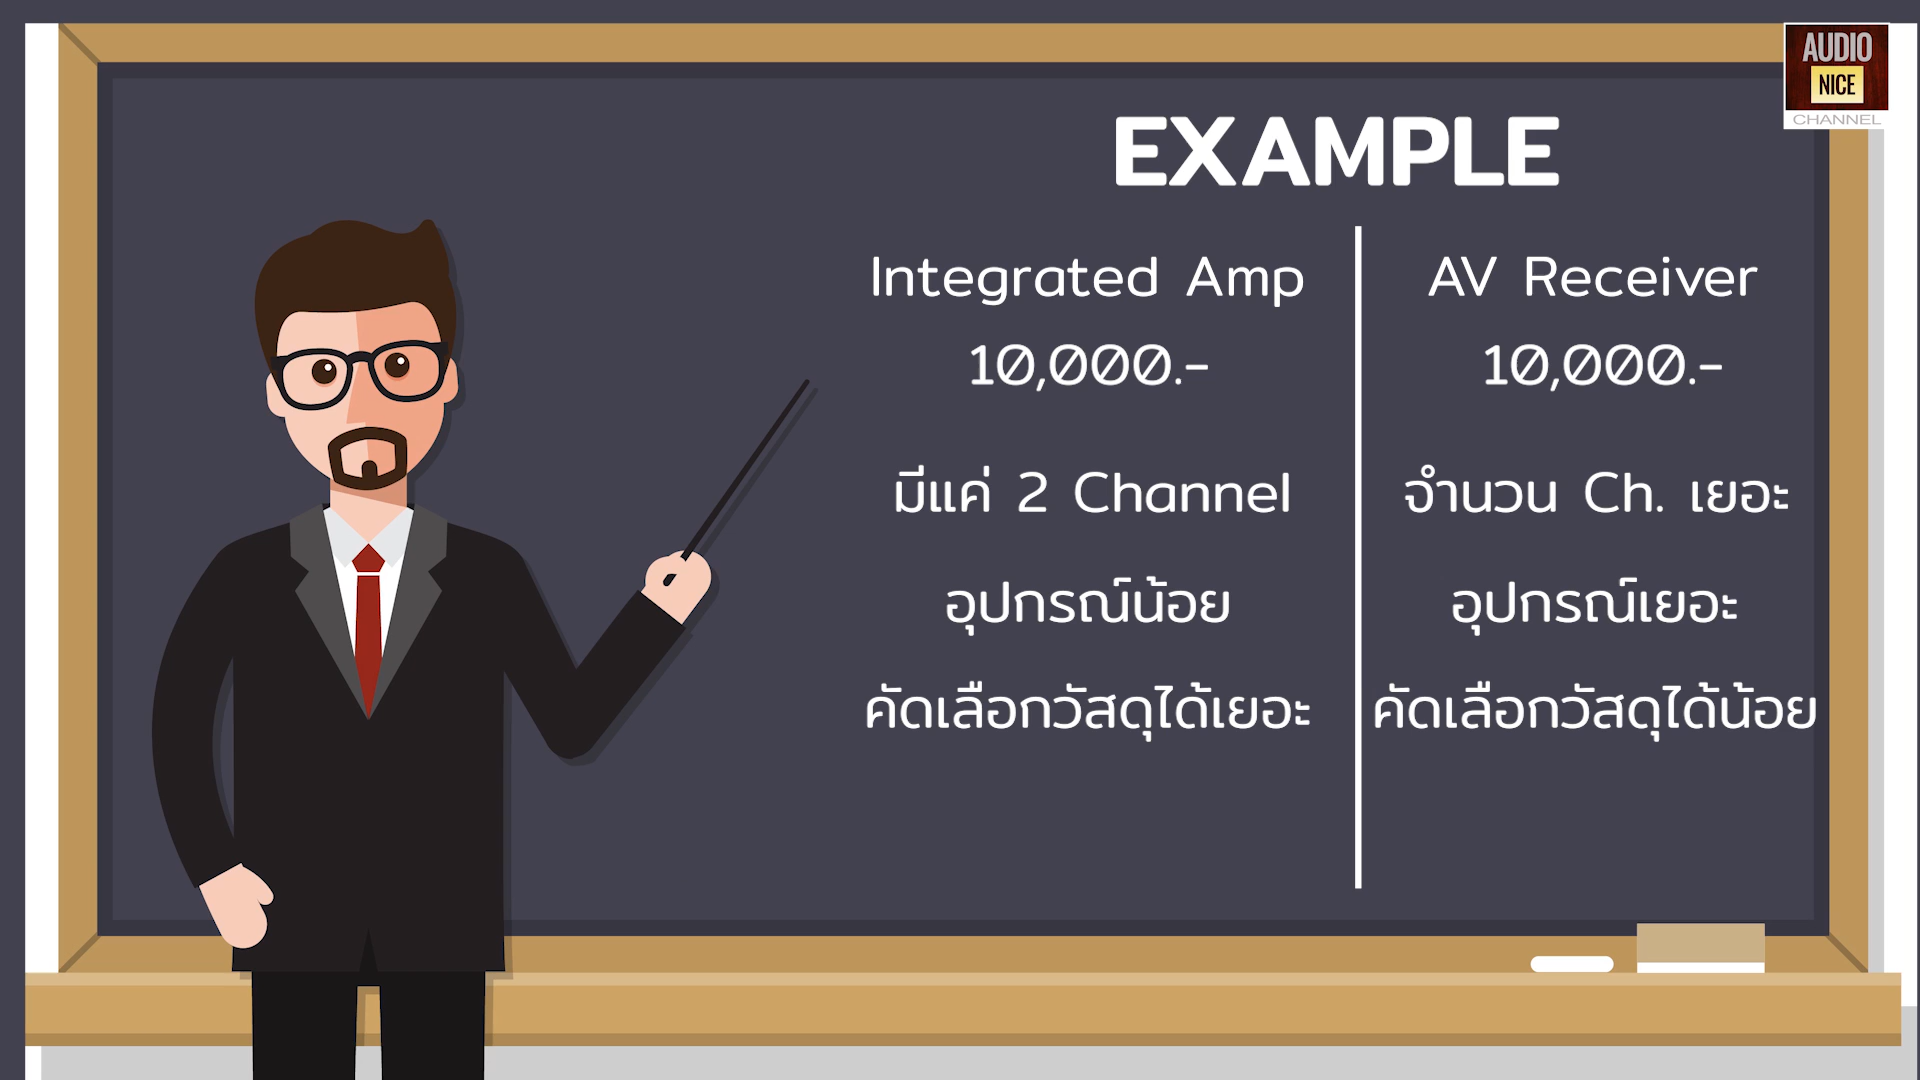 AUDIO
NICE
CHANNEL
EXAMPLE
Integrated Amp
10,000.-
มีแค่ 2 Channel
อุปกรณ์น้อย
คัดเลือกวัสดุได้เยอะ
AV Receiver
10,000.-
จำนวน Ch. เยอะ
อุปกรณ์เยอะ
คัดเลือกวัสดุได้น้อย